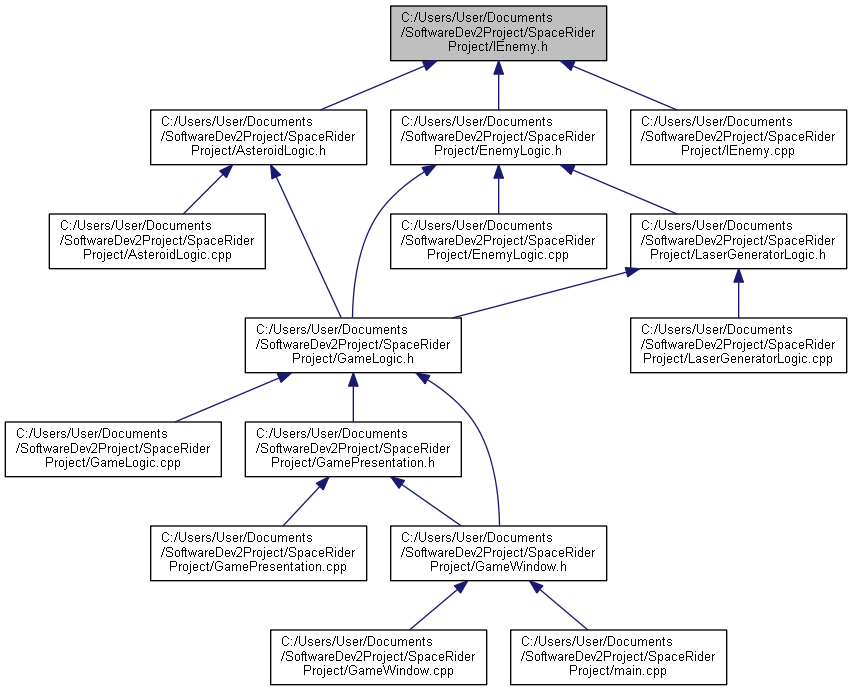 C:/Users/User/Documents
/SoftwareDev2Project/SpaceRider
Project/IEnemy.h
C:/Users/User/Documents
/SoftwareDev2Project/SpaceRider
Project/AsteroidLogic.h
C:/Users/User/Documents
/SoftwareDev2Project/SpaceRider
Project/EnemyLogic.h
C:/Users/User/Documents
/SoftwareDev2Project/SpaceRider
Project/IEnemy.cpp
C:/Users/User/Documents
/SoftwareDev2Project/SpaceRider
Project/AsteroidLogic.cpp
C:/Users/User/Documents
/SoftwareDev2Project/SpaceRider
Project/EnemyLogic.cpp
C:/Users/User/Documents
/SoftwareDev2Project/SpaceRider
Project/LaserGeneratorLogic.h
C:/Users/User/Documents
/SoftwareDev2Project/SpaceRider
Project/GameLogic.h
C:/Users/User/Documents
/SoftwareDev2Project/SpaceRider
Project/LaserGeneratorLogic.cpp
C:/Users/User/Documents
/SoftwareDev2Project/SpaceRider
Project/GameLogic.cpp
C:/Users/User/Documents
/SoftwareDev2Project/SpaceRider
Project/GamePresentation.h
C:/Users/User/Documents
/SoftwareDev2Project/SpaceRider
Project/GamePresentation.cpp
C:/Users/User/Documents
/SoftwareDev2Project/SpaceRider
Project/GameWindow.h
C:/Users/User/Documents
/SoftwareDev2Project/SpaceRider
Project/GameWindow.cpp
C:/Users/User/Documents
/SoftwareDev2Project/SpaceRider
Project/main.cpp